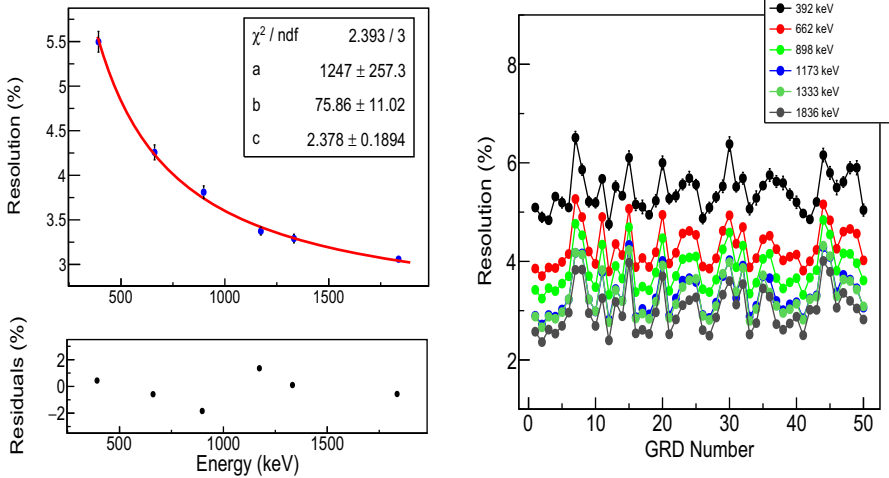 Resolution (%)
5.5
5
4.5
4
3.5
3
500
1000
1500
χ² / ndf 2.393 / 3
a 1247 ± 257.3
b 75.86 ± 11.02
c 2.378 ± 0.1894
Residuals (%)
2
0
−2
500
1000
1500
Energy (keV)
392 keV
662 keV
898 keV
1173 keV
1333 keV
1836 keV
Resolution (%)
8
6
4
2
0
10
20
30
40
50
GRD Number